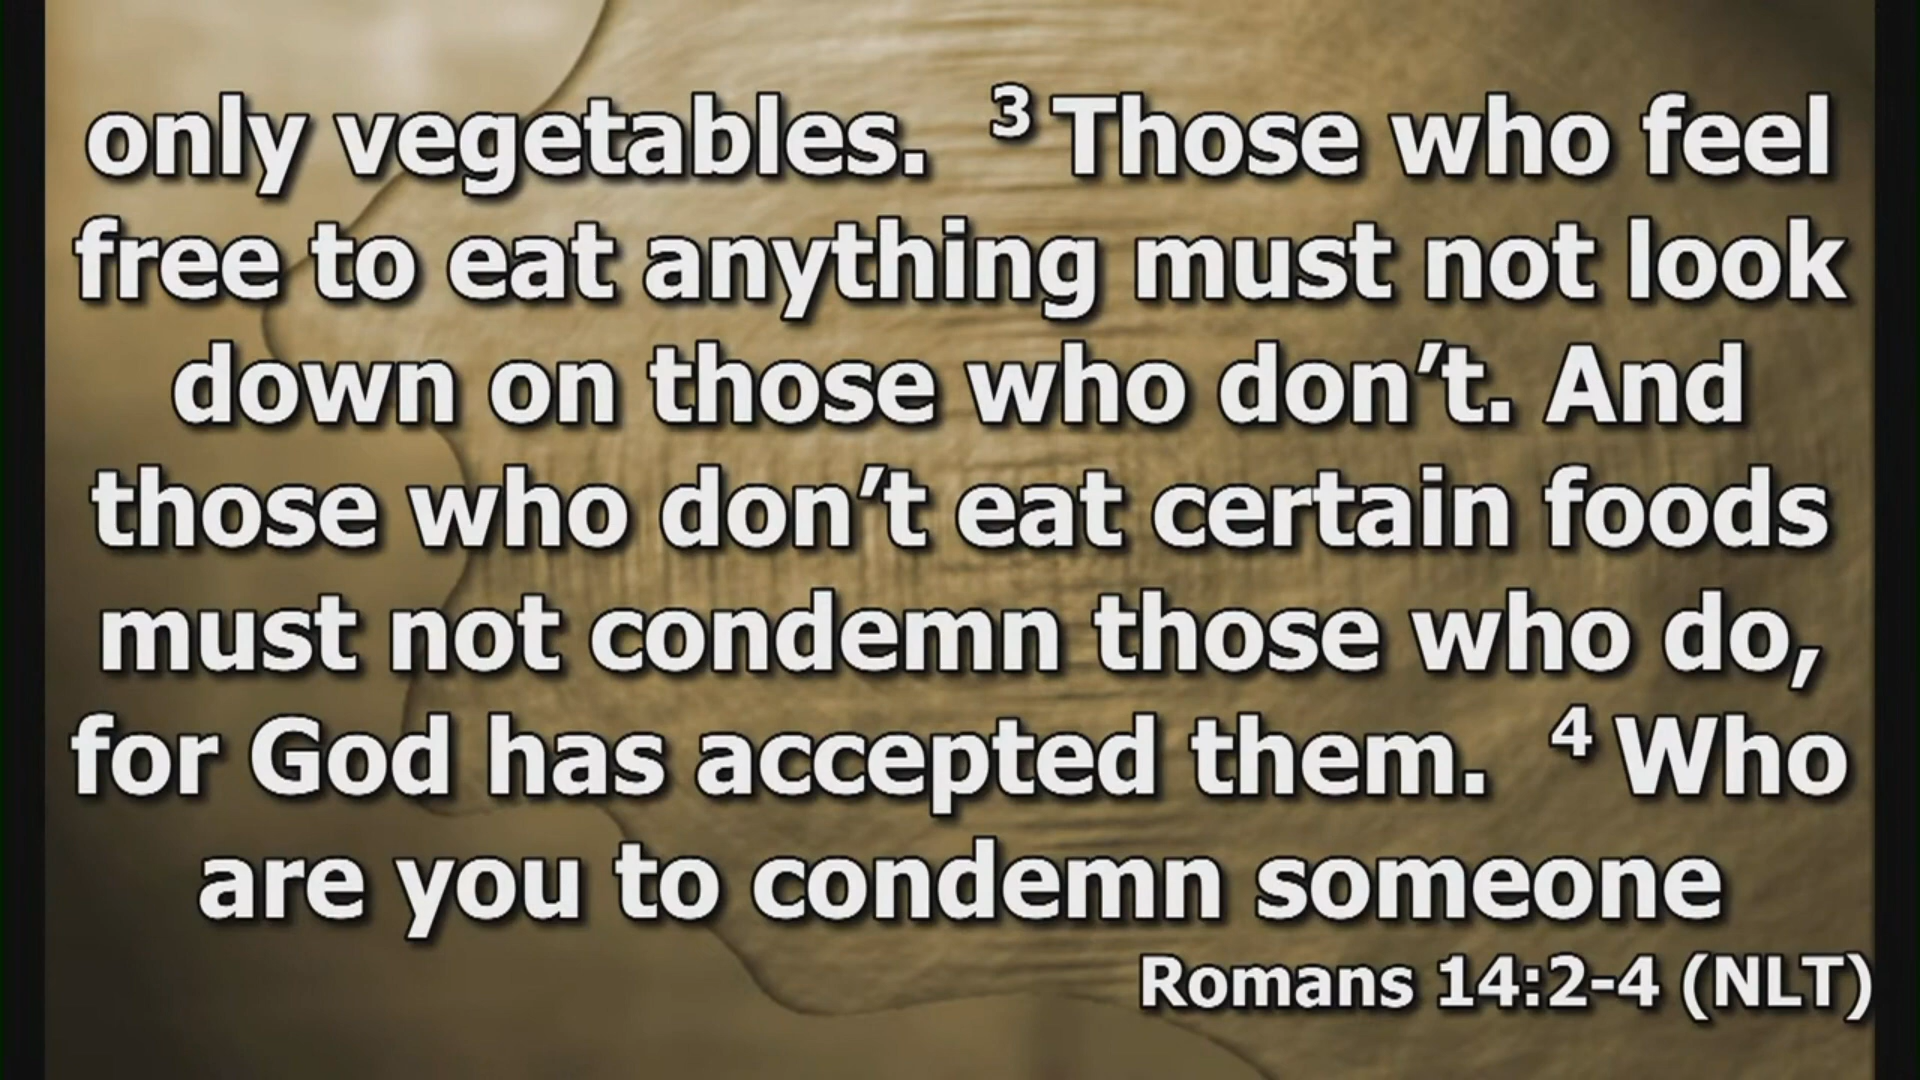 only vegetables. ³ Those who feel
free to eat anything must not look
down on those who don’t. And
those who don’t eat certain foods
must not condemn those who do,
for God has accepted them. ⁴ Who
are you to condemn someone
Romans 14:2-4 (NLT)